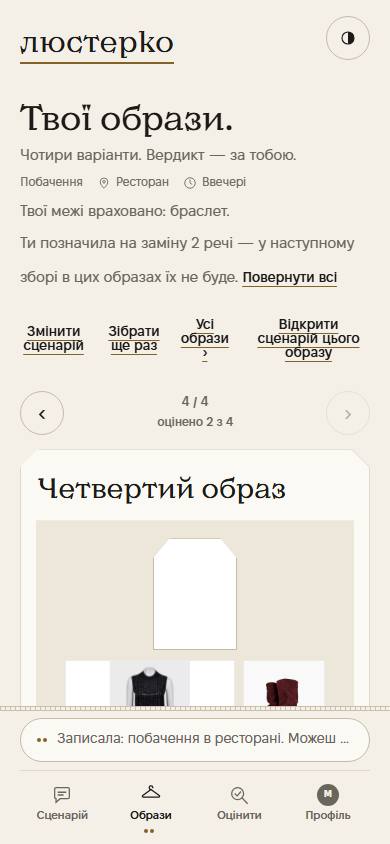 люстерко
Твої образи.
Чотири варіанти. Вердикт — за тобою.
Побачення Ресторан Ввечері
Твої межі враховано: браслет.
Ти позначила на заміну 2 речі — у наступному
зборі в цих образах їх не буде. Повернути всі
Змінити сценарій
Зібрати ще раз
Усі образи ›
Відкрити сценарій цього образу
‹
4 / 4
оцінено 2 з 4
›
Четвертий образ
Записала: побачення в ресторані. Можеш ...
Сценарій
Образи
Оцінити
М
Профіль